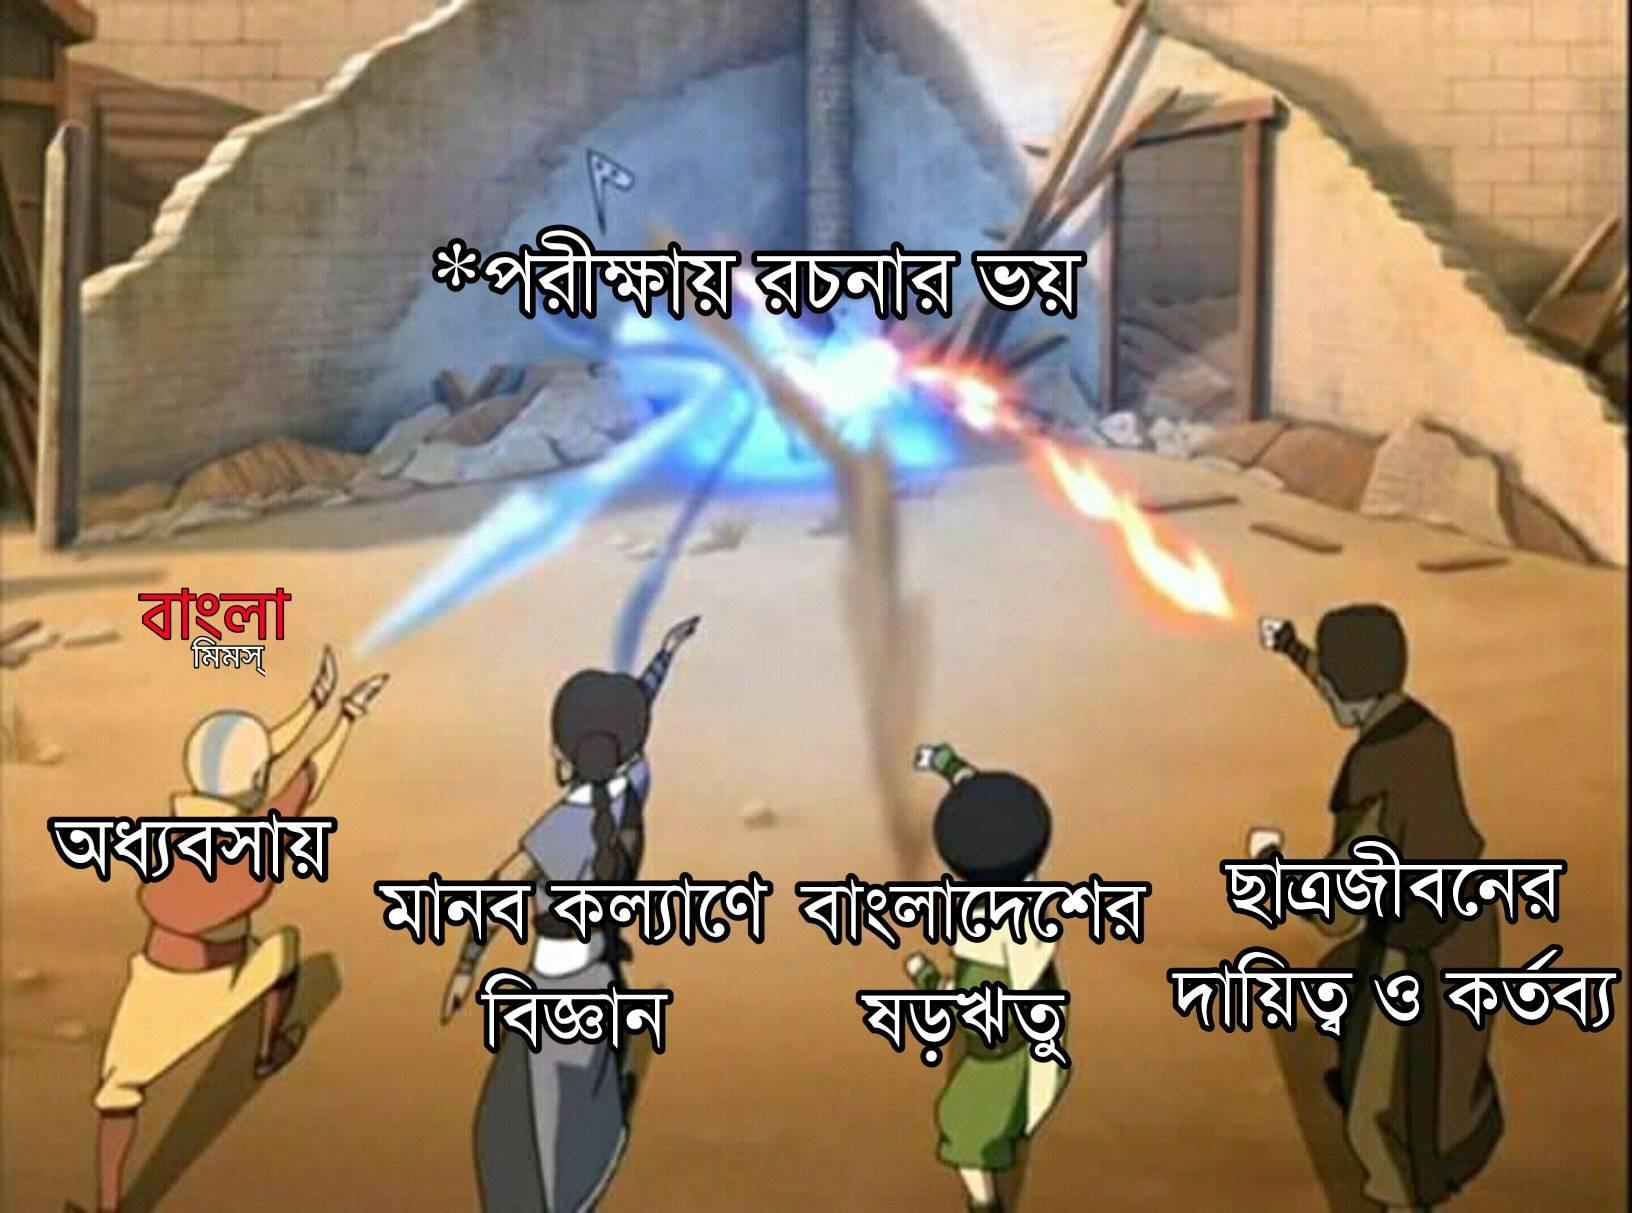 *পরীক্ষায় রচনার ভয়
বাংলা
মিমস্
অধ্যবসায়
মানব কল্যাণে
বিজ্ঞান
বাংলাদেশের
ষড়ঋতু
ছাত্রজীবনের
দায়িত্ব ও কর্তব্য